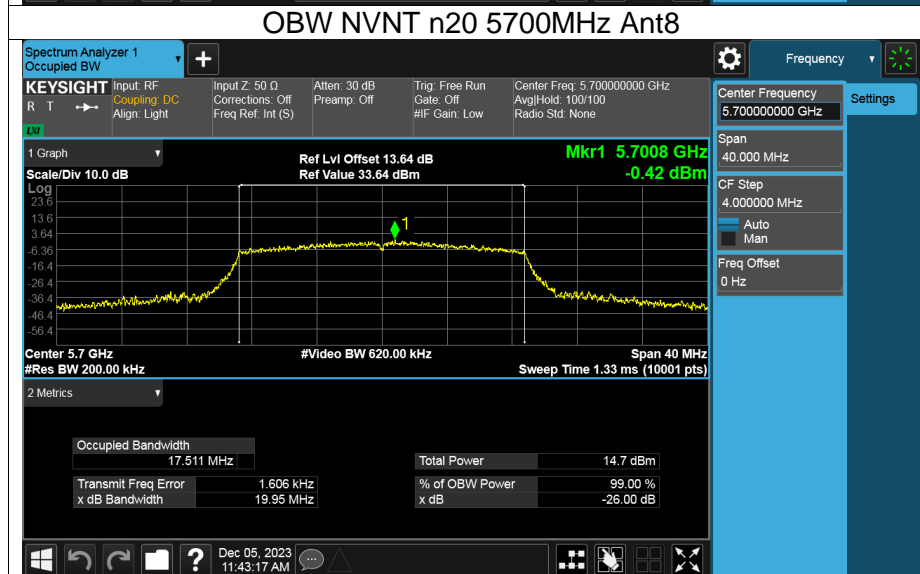 OBW NVNT n20 5700MHz Ant8
Spectrum Analyzer 1
Occupied BW
+
Frequency
KEYSIGHT
R T
LXI
Input: RF
Coupling: DC
Align: Light
Input Z: 50 Ω
Corrections: Off
Freq Ref: Int (S)
Atten: 30 dB
Preamp: Off
Trig: Free Run
Gate: Off
#IF Gain: Low
Center Freq: 5.700000000 GHz
Avg|Hold: 100/100
Radio Std: None
Center Frequency
5.700000000 GHz
Settings
Span
40.000 MHz
CF Step
4.000000 MHz
Auto
Man
Freq Offset
0 Hz
1 Graph
Scale/Div 10.0 dB
Ref Lvl Offset 13.64 dB
Ref Value 33.64 dBm
Mkr1 5.7008 GHz
-0.42 dBm
Log
23.6
13.6
3.64
-6.36
-16.4
-26.4
-36.4
-46.4
-56.4
1
Center 5.7 GHz
#Video BW 620.00 kHz
Span 40 MHz
#Res BW 200.00 kHz
Sweep Time 1.33 ms (10001 pts)
2 Metrics
Occupied Bandwidth
17.511 MHz
Total Power 14.7 dBm
Transmit Freq Error 1.606 kHz
% of OBW Power 99.00 %
x dB Bandwidth 19.95 MHz
x dB -26.00 dB
?
Dec 05, 2023
11:43:17 AM